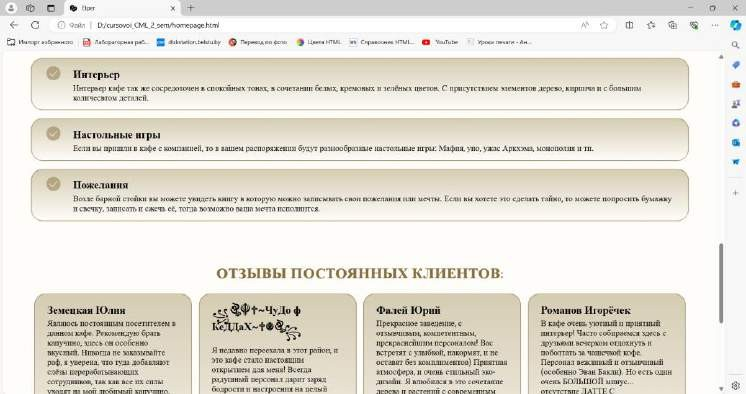 Файл
D:/cursovoi_CML_2_sem/homepage.html
Импорт избранного
Лабораторная раб...
diskstation.belstu.by
Перевод по фото
Цвета HTML
Справочник HTML...
YouTube
Уроки печати - Ан...
Интерьер
Интерьер кафе так же сосредоточен в спокойных тонах, в сочетании белых, кремовых и зелёных цветов. С присутствием элементов дерево, кирпича и с большим
количеством деталей.
Настольные игры
Если вы пришли в кафе с компанией, то в вашем распоряжении будут разнообразные настольные игры: Мафия, уно, ужас Аркхэма, монополия и тп.
Пожелания
Возле барной стойки вы можете увидеть книгу в которую можно записывать свои пожелания или мечты. Если вы хотете это сделать тайно, то можете попросить бумажку
и свечку, записать и сжечь её, тогда возможно ваша мечта исполнится.
ОТЗЫВЫ ПОСТОЯННЫХ КЛИЕНТОВ:
Земецкая Юлия
Являюсь постоянным посетителем в
данном кафе. Рекомендую брать
капучино, здесь он особенно
вкусный. Никогда не заказывайте
раф, я уверена, что туда добавляют
слёзы перерабатывающих
сотрудников, так как все их силы
уходят на мой любимый капучино.
~ЧуДо ф
КеДДаХ~
Я недавно переехала в этот район, и
это кафе стало настоящим
открытием для меня! Всегда
радушный персонал дарит заряд
бодрости и настроения на целый
Фалей Юрий
Прекрасное заведение, с
отзывчивым, компетентным,
прекраснейшим персоналом! Вас
встретят с улыбкой, накормят, и не
оставят без комплиментов) Приятная
атмосфера, и очень стильный эко-
дизайн. Я влюбился в это сочетание
дерева и растений с современным
Романов Игорёчек
В кафе очень уютный и приятный
интерьер! Часто собираемся здесь с
друзьями вечером отдохнуть и
поболтать за чашечкой кофе.
Персонал вежливый и отзывчивый
(особенно Эван Бакли). Но есть один
очень БОЛЬШОЙ минус...
отсутствие ЛАТТЕ С